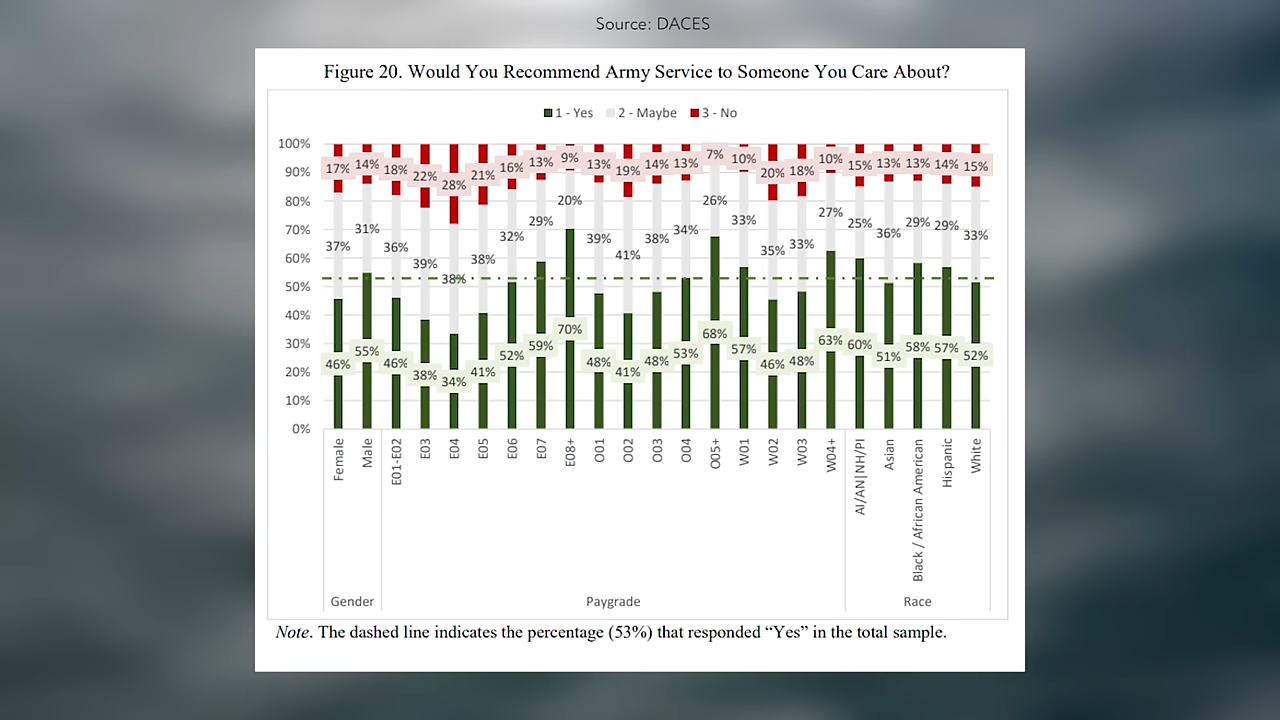 Source: DACES
Figure 20. Would You Recommend Army Service to Someone You Care About?
1 - Yes 2 - Maybe 3 - No
100%
90%
80%
70%
60%
50%
40%
30%
20%
10%
0%
17% 14% 18% 22% 28% 21% 16% 13% 9% 13% 19% 14% 13% 7% 10% 20% 18% 10% 15% 13% 13% 14% 15%
37% 31% 36% 39% 38% 38% 32% 29% 20% 39% 41% 38% 34% 26% 33% 35% 33% 27% 25% 36% 29% 29% 33%
46% 55% 46% 38% 34% 41% 52% 59% 70% 48% 41% 48% 53% 68% 57% 46% 48% 63% 60% 51% 58% 57% 52%
Female Male E01-E02 E03 E04 E05 E06 E07 E08+ O01 O02 O03 O04 O05+ W01 W02 W03 W04+ AI/AN|NH/PI Asian Black / African American Hispanic White
Gender Paygrade Race
Note. The dashed line indicates the percentage (53%) that responded “Yes” in the total sample.